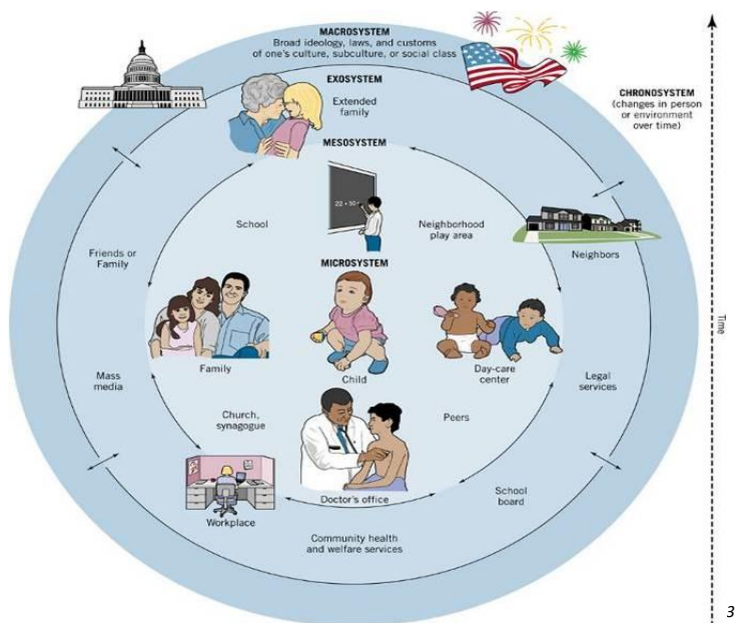 MACROSYSTEM
Broad ideology, laws, and customs
of one's culture, subculture, or social class
EXOSYSTEM
Extended
family
CHRONOSYSTEM
(changes in person
or environment
over time)
MESOSYSTEM
22 + 10
School
Neighborhood
play area
Friends or
Family
Neighbors
MICROSYSTEM
Time
Family
Child
Day-care
center
Mass
media
Legal
services
Church,
synagogue
Peers
Doctor's office
School
board
Workplace
Community health
and welfare services
3